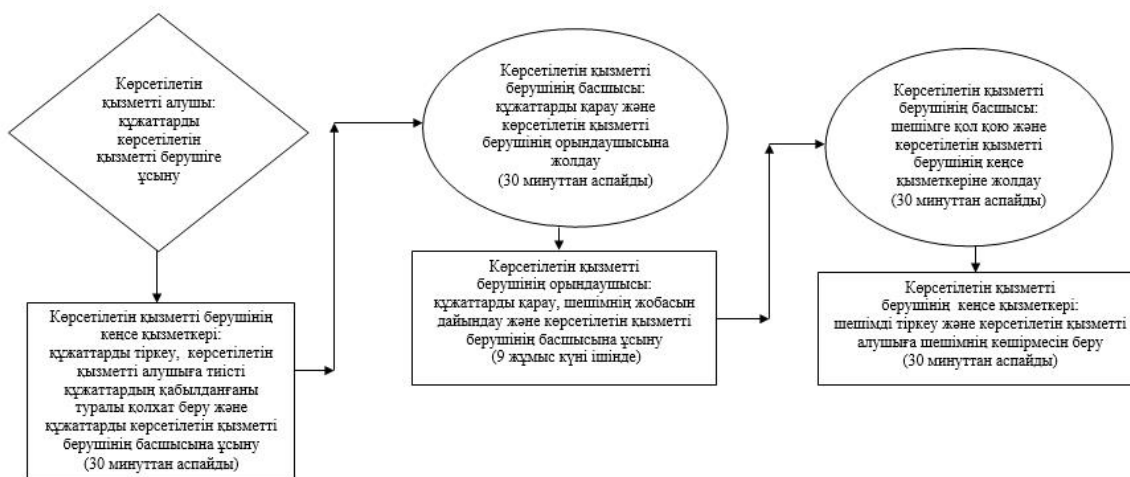 Көрсетілетін
қызметті алушы:
құжаттарды
көрсетілетін
қызметті берушіге
ұсыну
Көрсетілетін қызметті берушінің
кеңсе қызметкері:
құжаттарды тіркеу, көрсетілетін
қызметті алушыға тиісті
құжаттардың қабылданғаны
туралы қолхат беру және
құжаттарды көрсетілетін қызметті
берушінің басшысына ұсыну
(30 минуттан аспайды)
Көрсетілетін қызметті
берушінің басшысы:
құжаттарды қарау және
көрсетілетін қызметті
берушінің орындаушысына
жолдау
(30 минуттан аспайды)
Көрсетілетін қызметті
берушінің орындаушысы:
құжаттарды қарау, шешімнің жобасын
дайындау және көрсетілетін қызметті
берушінің басшысына ұсыну
(9 жұмыс күні ішінде)
Көрсетілетін қызметті
берушінің басшысы:
шешімге қол қою және
көрсетілетін қызметті
берушінің кеңсе
қызметкеріне жолдау
(30 минуттан аспайды)
Көрсетілетін қызметті
берушінің кеңсе қызметкері:
шешімді тіркеу және көрсетілетін қызметті
алушыға шешімнің көшірмесін беру
(30 минуттан аспайды)